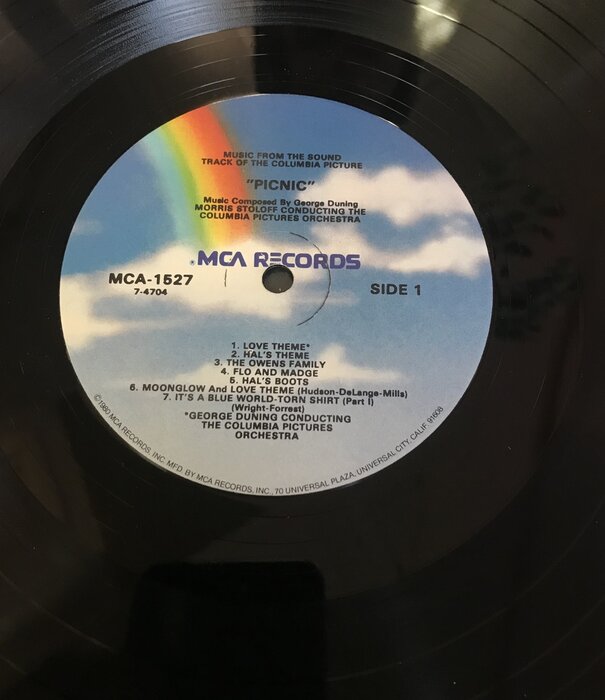 MUSIC FROM THE SOUND
TRACK OF THE COLUMBIA PICTURE
"PICNIC"
Music Composed By George Duning
MORRIS STOLOFF CONDUCTING THE
COLUMBIA PICTURES ORCHESTRA
®MCA RECORDS
MCA-1527
7-4704
SIDE 1
1. LOVE THEME*
2. HAL'S THEME
3. THE OWENS FAMILY
4. FLO AND MADGE
5. HAL'S BOOTS
6. MOONGLOW And LOVE THEME (Hudson-DeLange-Mills)
7. IT'S A BLUE WORLD-TORN SHIRT (Part I)
(Wright-Forrest)
*GEORGE DUNING CONDUCTING
THE COLUMBIA PICTURES
ORCHESTRA
©1980 MCA RECORDS, INC. MFD. BY MCA RECORDS, INC., 70 UNIVERSAL PLAZA, UNIVERSAL CITY, CALIF. 91608